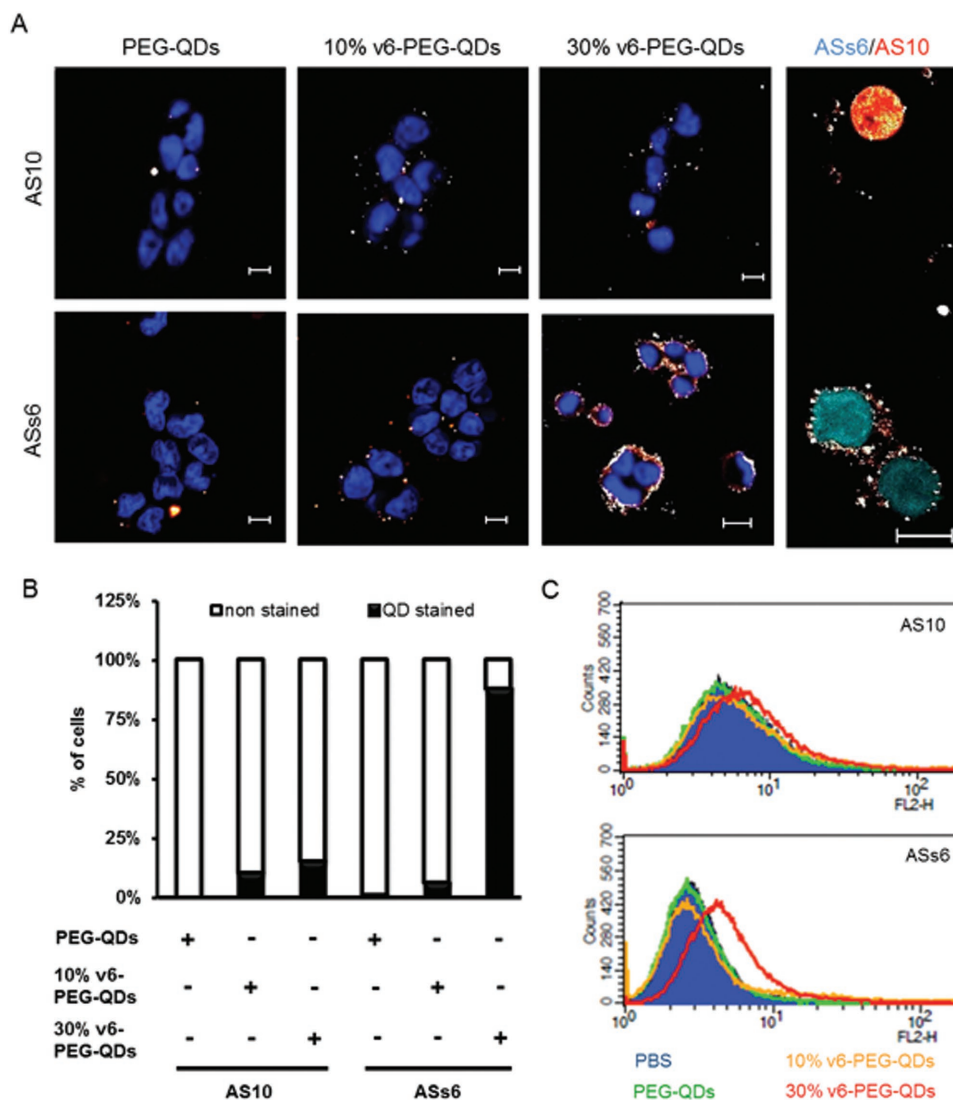 A
PEG-QDs 10% v6-PEG-QDs 30% v6-PEG-QDs ASs6/AS10
AS10
ASs6
B
125%
100%
75%
50%
25%
0%
% of cells
non stained QD stained
PEG-QDs + - - + - -
10% v6-
PEG-QDs - + - - + -
30% v6-
PEG-QDs - - + - - +
AS10 ASs6
C
AS10
Counts
700
560
420
280
140
0
10⁰ 10¹ 10²
FL2-H
ASs6
Counts
700
560
420
280
140
0
10⁰ 10¹ 10²
FL2-H
PBS 10% v6-PEG-QDs
PEG-QDs 30% v6-PEG-QDs